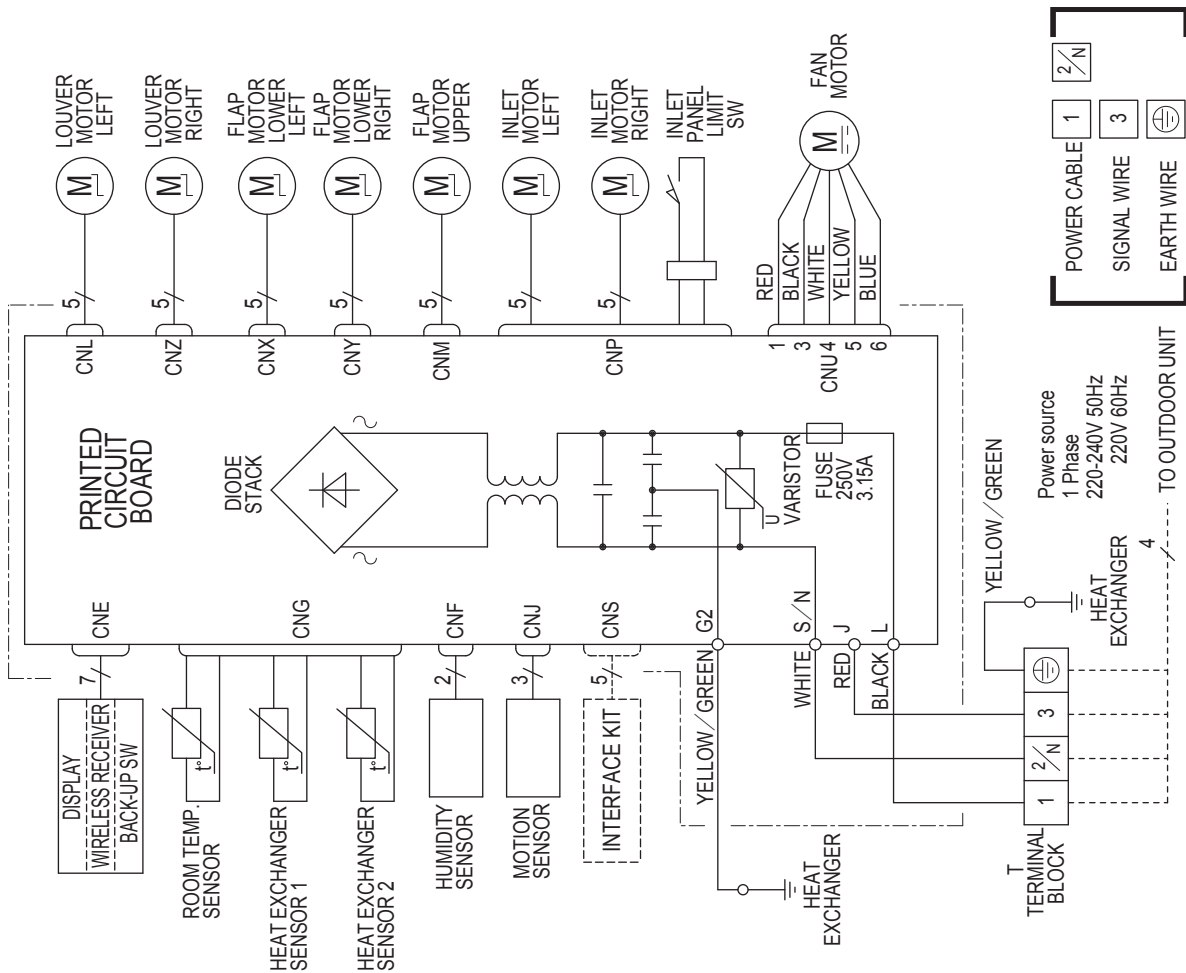 LOUVER
MOTOR
LEFT
LOUVER
MOTOR
RIGHT
FLAP
MOTOR
LOWER
LEFT
FLAP
MOTOR
LOWER
RIGHT
FLAP
MOTOR
UPPER
INLET
MOTOR
LEFT
INLET
MOTOR
RIGHT
INLET
PANEL
LIMIT
SW
FAN
MOTOR
M
M
M
M
M
M
M
M
5
5
5
5
5
5
5
RED
BLACK
WHITE
YELLOW
BLUE
CNL
CNZ
CNX
CNY
CNM
CNP
1
3
CNU 4
5
6
PRINTED
CIRCUIT
BOARD
DIODE
STACK
U
VARISTOR
FUSE
250V
3.15A
CNE
CNG
CNF
CNJ
CNS
G2
S/N
J
L
7
2
3
5
YELLOW/GREEN
WHITE
RED
BLACK
DISPLAY
WIRELESS RECEIVER
BACK-UP SW
ROOM TEMP.
SENSOR
t°
HEAT EXCHANGER
SENSOR 1
t°
HEAT EXCHANGER
SENSOR 2
t°
HUMIDITY
SENSOR
MOTION
SENSOR
INTERFACE KIT
HEAT
EXCHANGER
T
TERMINAL
BLOCK
1
2/N
3
YELLOW/GREEN
HEAT
EXCHANGER
4
TO OUTDOOR UNIT
Power source
1 Phase
220-240V 50Hz
220V 60Hz
POWER CABLE 1 2/N
SIGNAL WIRE 3
EARTH WIRE